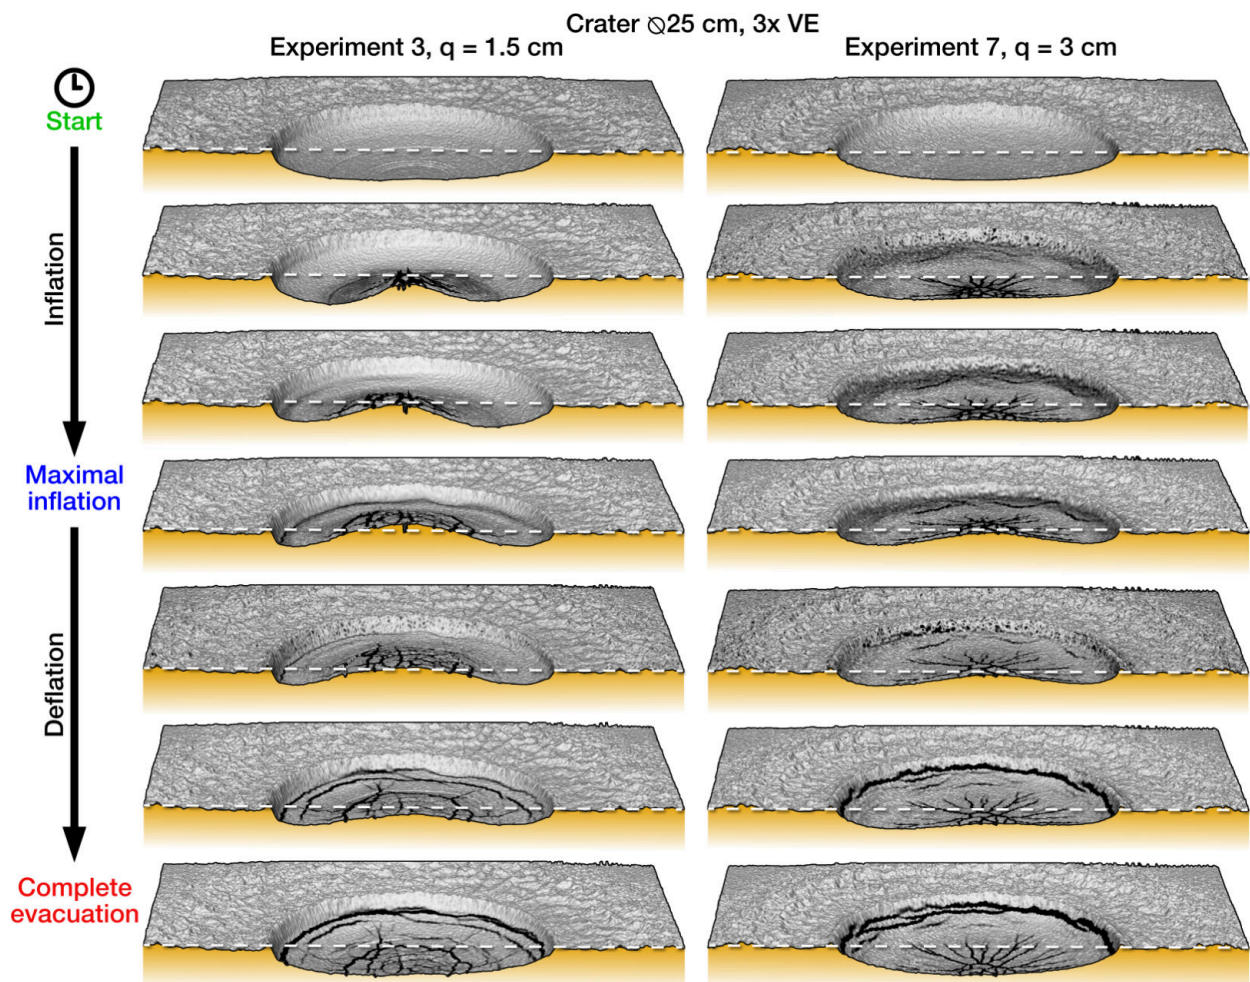 Crater ⦰25 cm, 3x VE
Experiment 3, q = 1.5 cm
Experiment 7, q = 3 cm
Start
Inflation
Maximal
inflation
Deflation
Complete
evacuation